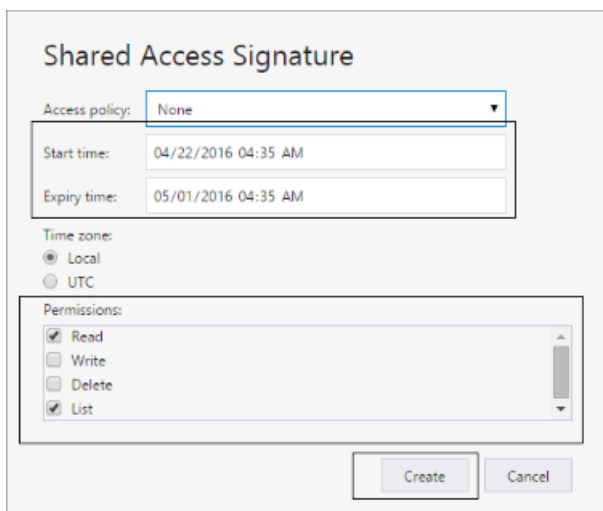 Shared Access Signature
Access policy: None
Start time: 04/22/2016 04:35 AM
Expiry time: 05/01/2016 04:35 AM
Time zone:
Local
UTC
Permissions:
Read
Write
Delete
List
Create Cancel